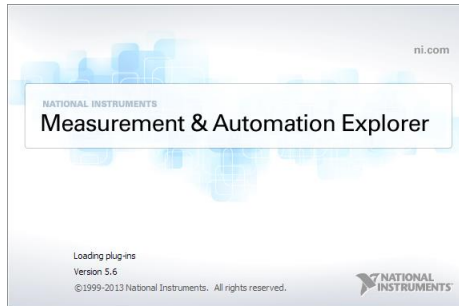 ni.com
NATIONAL INSTRUMENTS
Measurement & Automation Explorer
Loading plug-ins
Version 5.6
©1999-2013 National Instruments. All rights reserved.
NATIONAL
INSTRUMENTS